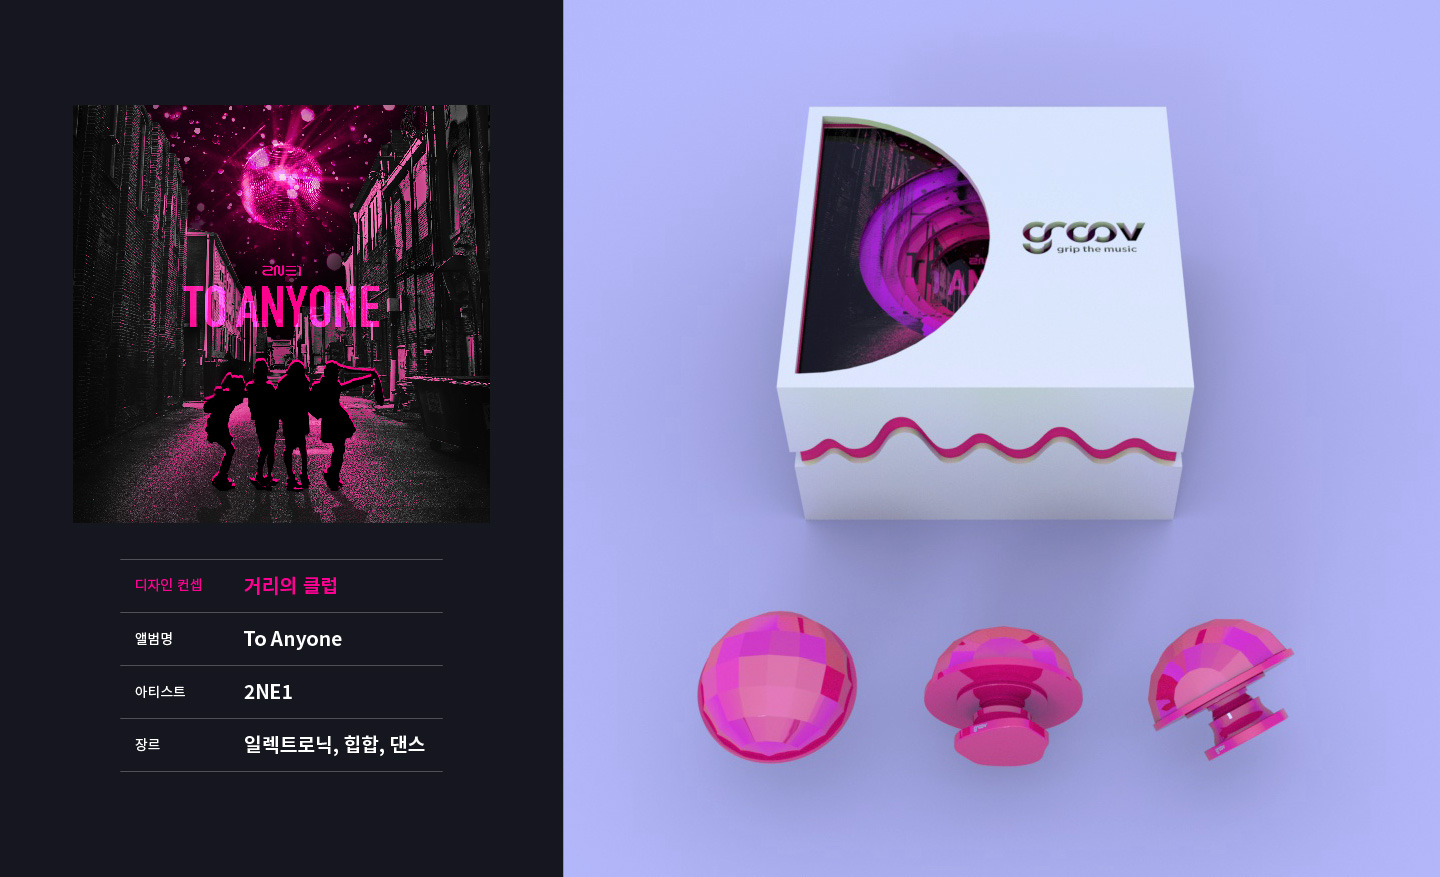 2NE1
TO ANYONE
디자인 컨셉 거리의 클럽
앨범명 To Anyone
아티스트 2NE1
장르 일렉트로닉, 힙합, 댄스
groov
grip the music